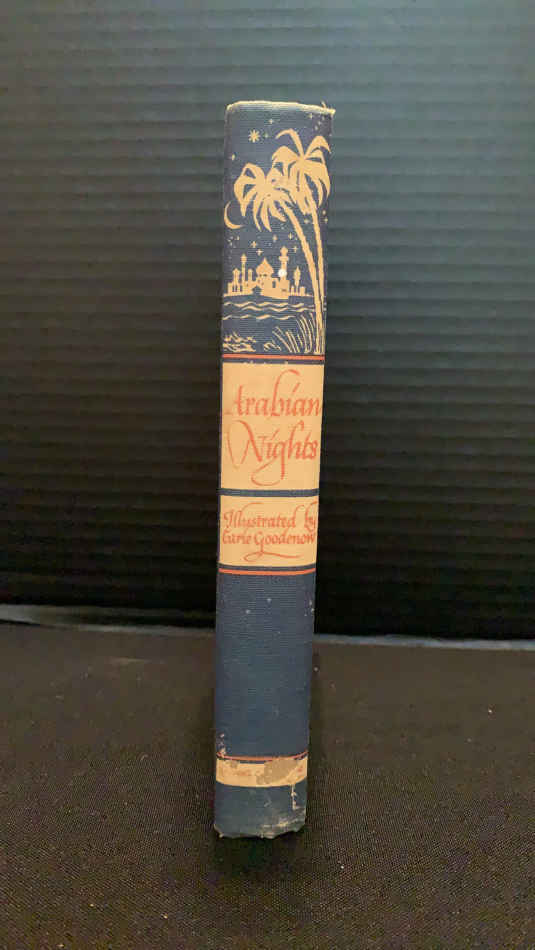 Arabian
Nights
Illustrated by
Earle Goodenow